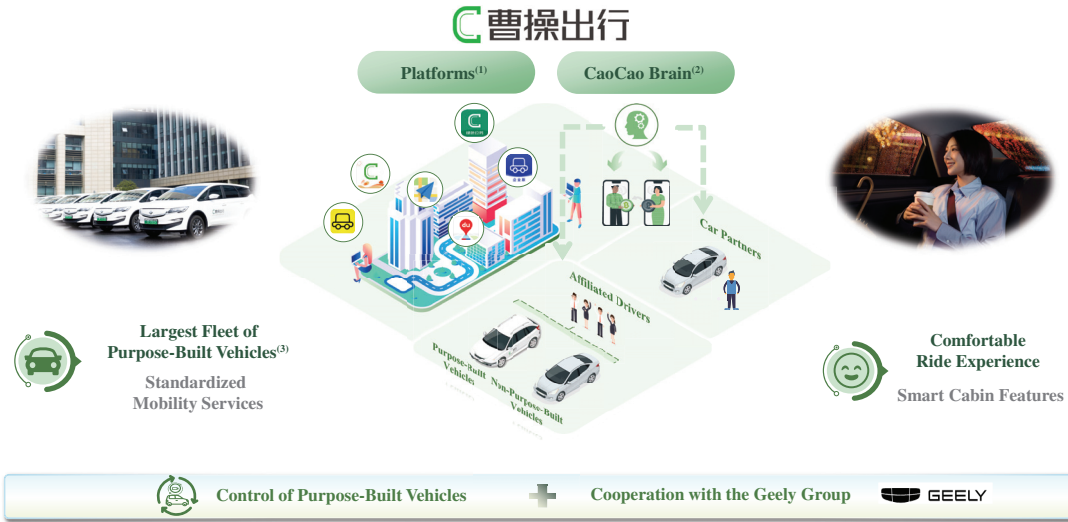 曹操出行
Platforms(1)
CaoCao Brain(2)
Car Partners
Affiliated Drivers
Purpose-Built
Vehicles
Non-Purpose-Built
Vehicles
Largest Fleet of
Purpose-Built Vehicles(3)
Standardized
Mobility Services
Comfortable
Ride Experience
Smart Cabin Features
Control of Purpose-Built Vehicles
Cooperation with the Geely Group
GEELY
du